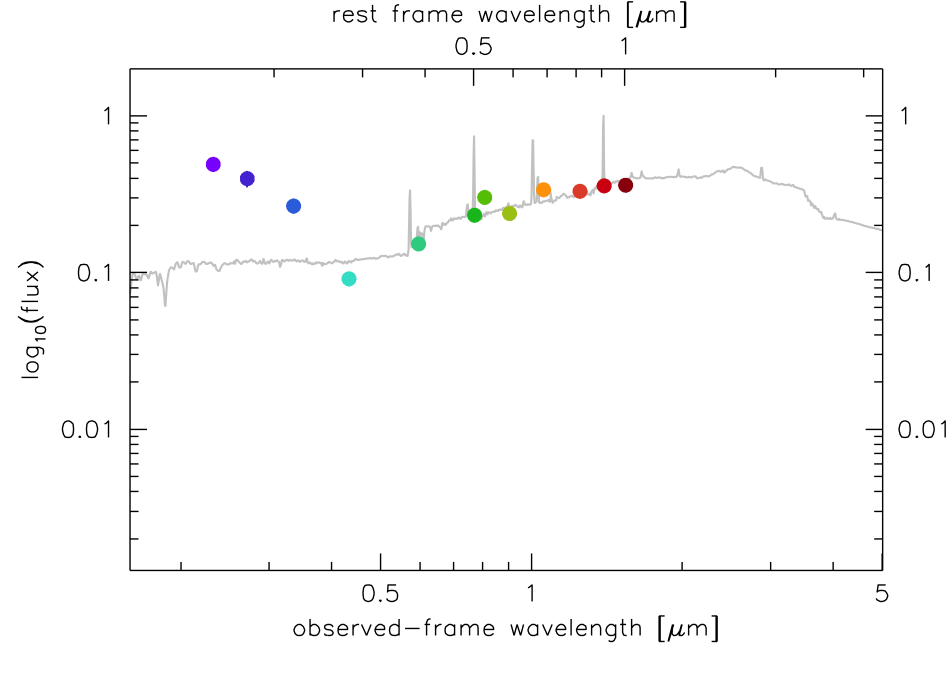 rest frame wavelength [μm]
0.5 1
1 1
0.1 0.1
0.01 0.01
log₁₀(flux)
0.5 1 5
observed-frame wavelength [μm]